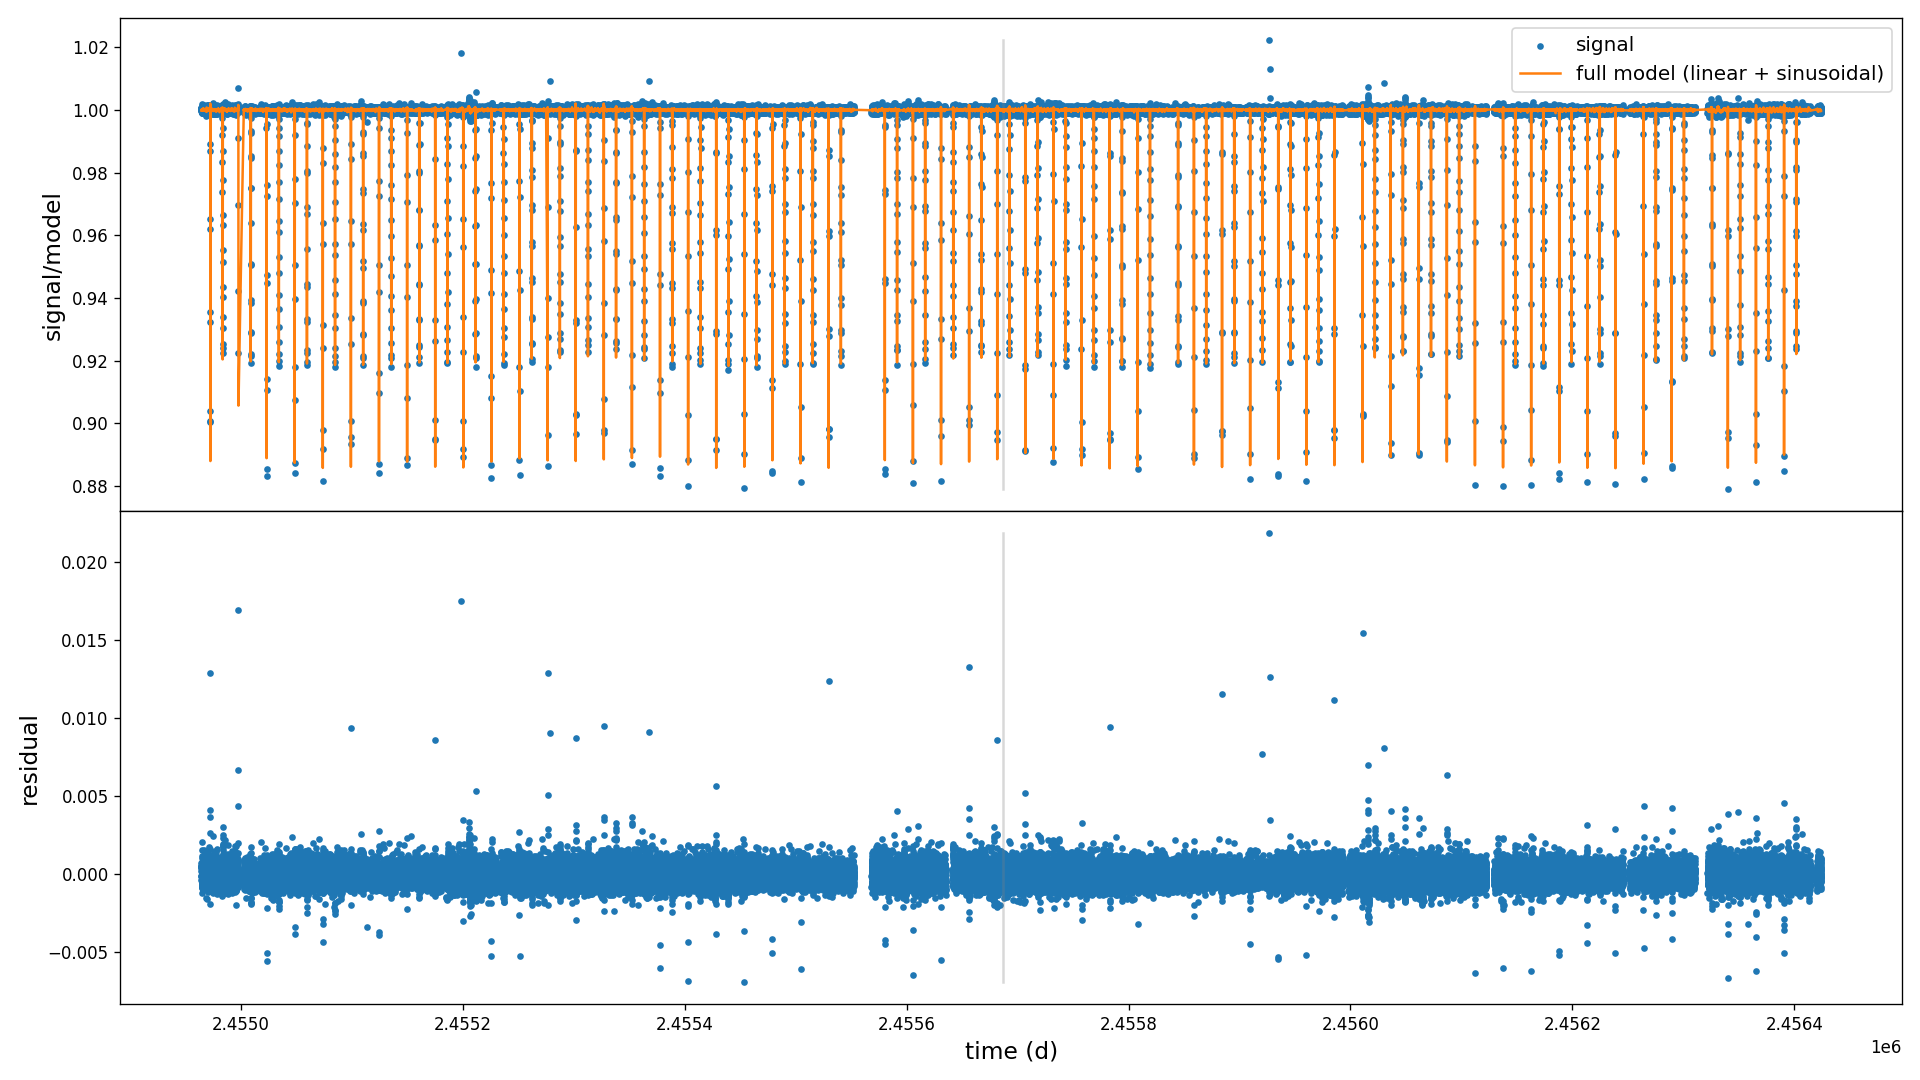 signal
full model (linear + sinusoidal)
signal/model
1.02
1.00
0.98
0.96
0.94
0.92
0.90
0.88
residual
0.020
0.015
0.010
0.005
0.000
−0.005
2.4550 2.4552 2.4554 2.4556 2.4558 2.4560 2.4562 2.4564
time (d)
1e6